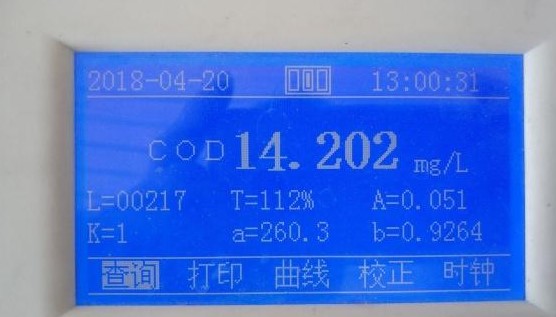 2018-04-20 13:00:31
COD 14.202 mg/L
L=00217 T=112% A=0.051
K=1 a=260.3 b=0.9264
查询 打印 曲线 校正 时钟